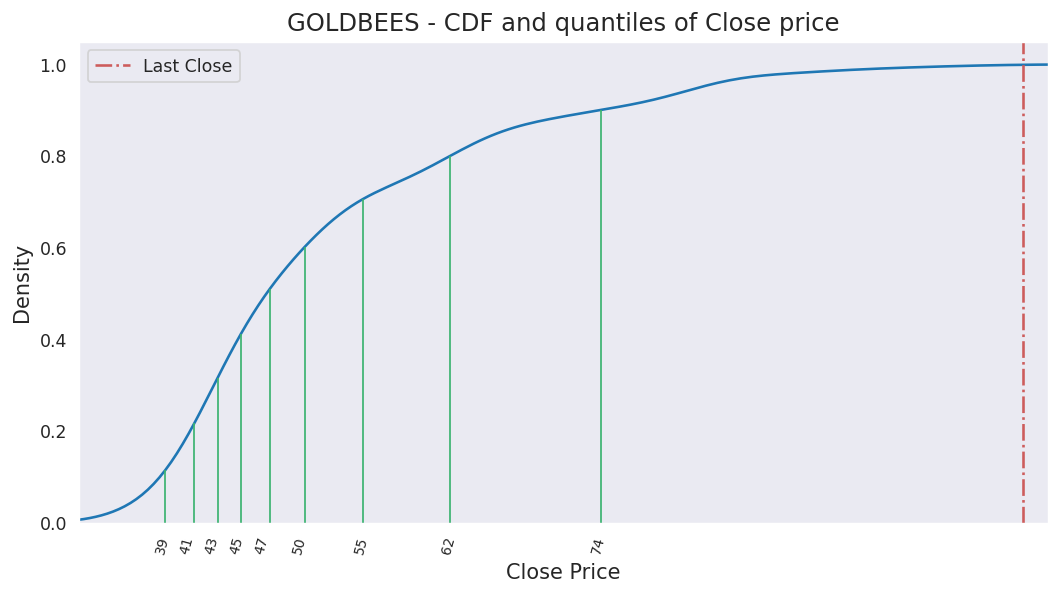 GOLDBEES - CDF and quantiles of Close price
Last Close
Density
1.0
0.8
0.6
0.4
0.2
0.0
39 41 43 45 47 50 55 62 74
Close Price